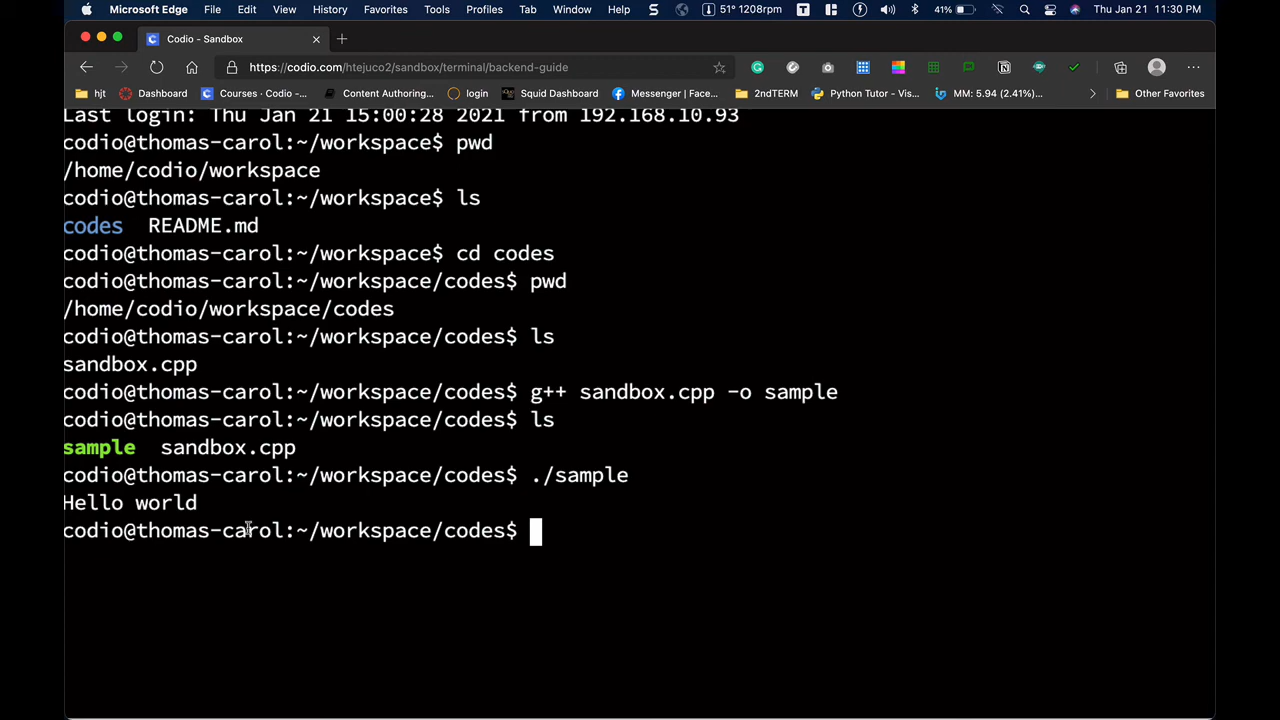 Microsoft Edge File Edit View History Favorites Tools Profiles Tab Window Help 51° 1208rpm 41% Thu Jan 21 11:30 PM
Codio - Sandbox
https://codio.com/htejuco2/sandbox/terminal/backend-guide
hjt Dashboard Courses · Codio -... Content Authoring... login Squid Dashboard Messenger | Face... 2ndTERM Python Tutor - Vis... MM: 5.94 (2.41%)... Other Favorites
Last login: Thu Jan 21 15:00:28 2021 from 192.168.10.93
codio@thomas-carol:~/workspace$ pwd
/home/codio/workspace
codio@thomas-carol:~/workspace$ ls
codes README.md
codio@thomas-carol:~/workspace$ cd codes
codio@thomas-carol:~/workspace/codes$ pwd
/home/codio/workspace/codes
codio@thomas-carol:~/workspace/codes$ ls
sandbox.cpp
codio@thomas-carol:~/workspace/codes$ g++ sandbox.cpp -o sample
codio@thomas-carol:~/workspace/codes$ ls
sample sandbox.cpp
codio@thomas-carol:~/workspace/codes$ ./sample
Hello world
codio@thomas-carol:~/workspace/codes$